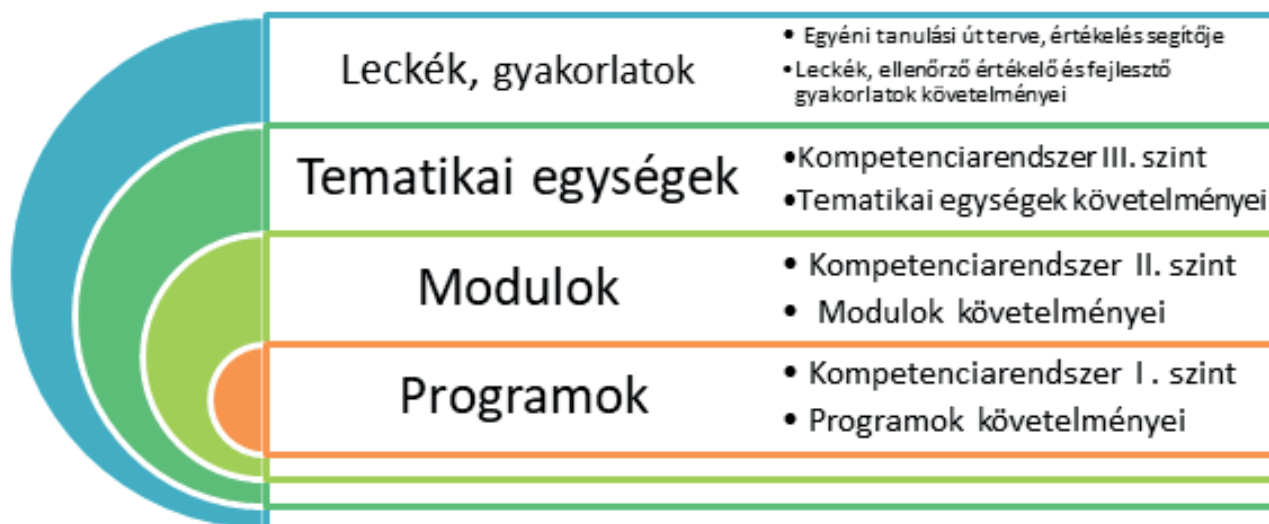 Leckék, gyakorlatok
• Egyéni tanulási út terve, értékelés segítője
•Leckék, ellenőrző értékelő és fejlesztő
gyakorlatok követelményei
Tematikai egységek
•Kompetenciarendszer III. szint
•Tematikai egységek követelményei
Modulok
• Kompetenciarendszer II. szint
• Modulok követelményei
Programok
• Kompetenciarendszer I . szint
• Programok követelményei